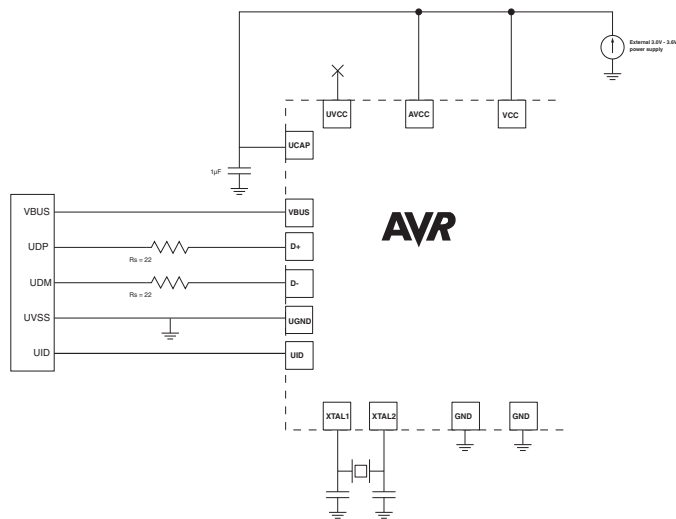 External 3.0V - 3.6V
power supply
UVCC
AVCC
VCC
UCAP
1µF
VBUS
VBUS
UDP
Rs = 22
D+
UDM
Rs = 22
D-
UVSS
UGND
UID
UID
AVR
XTAL1
XTAL2
GND
GND